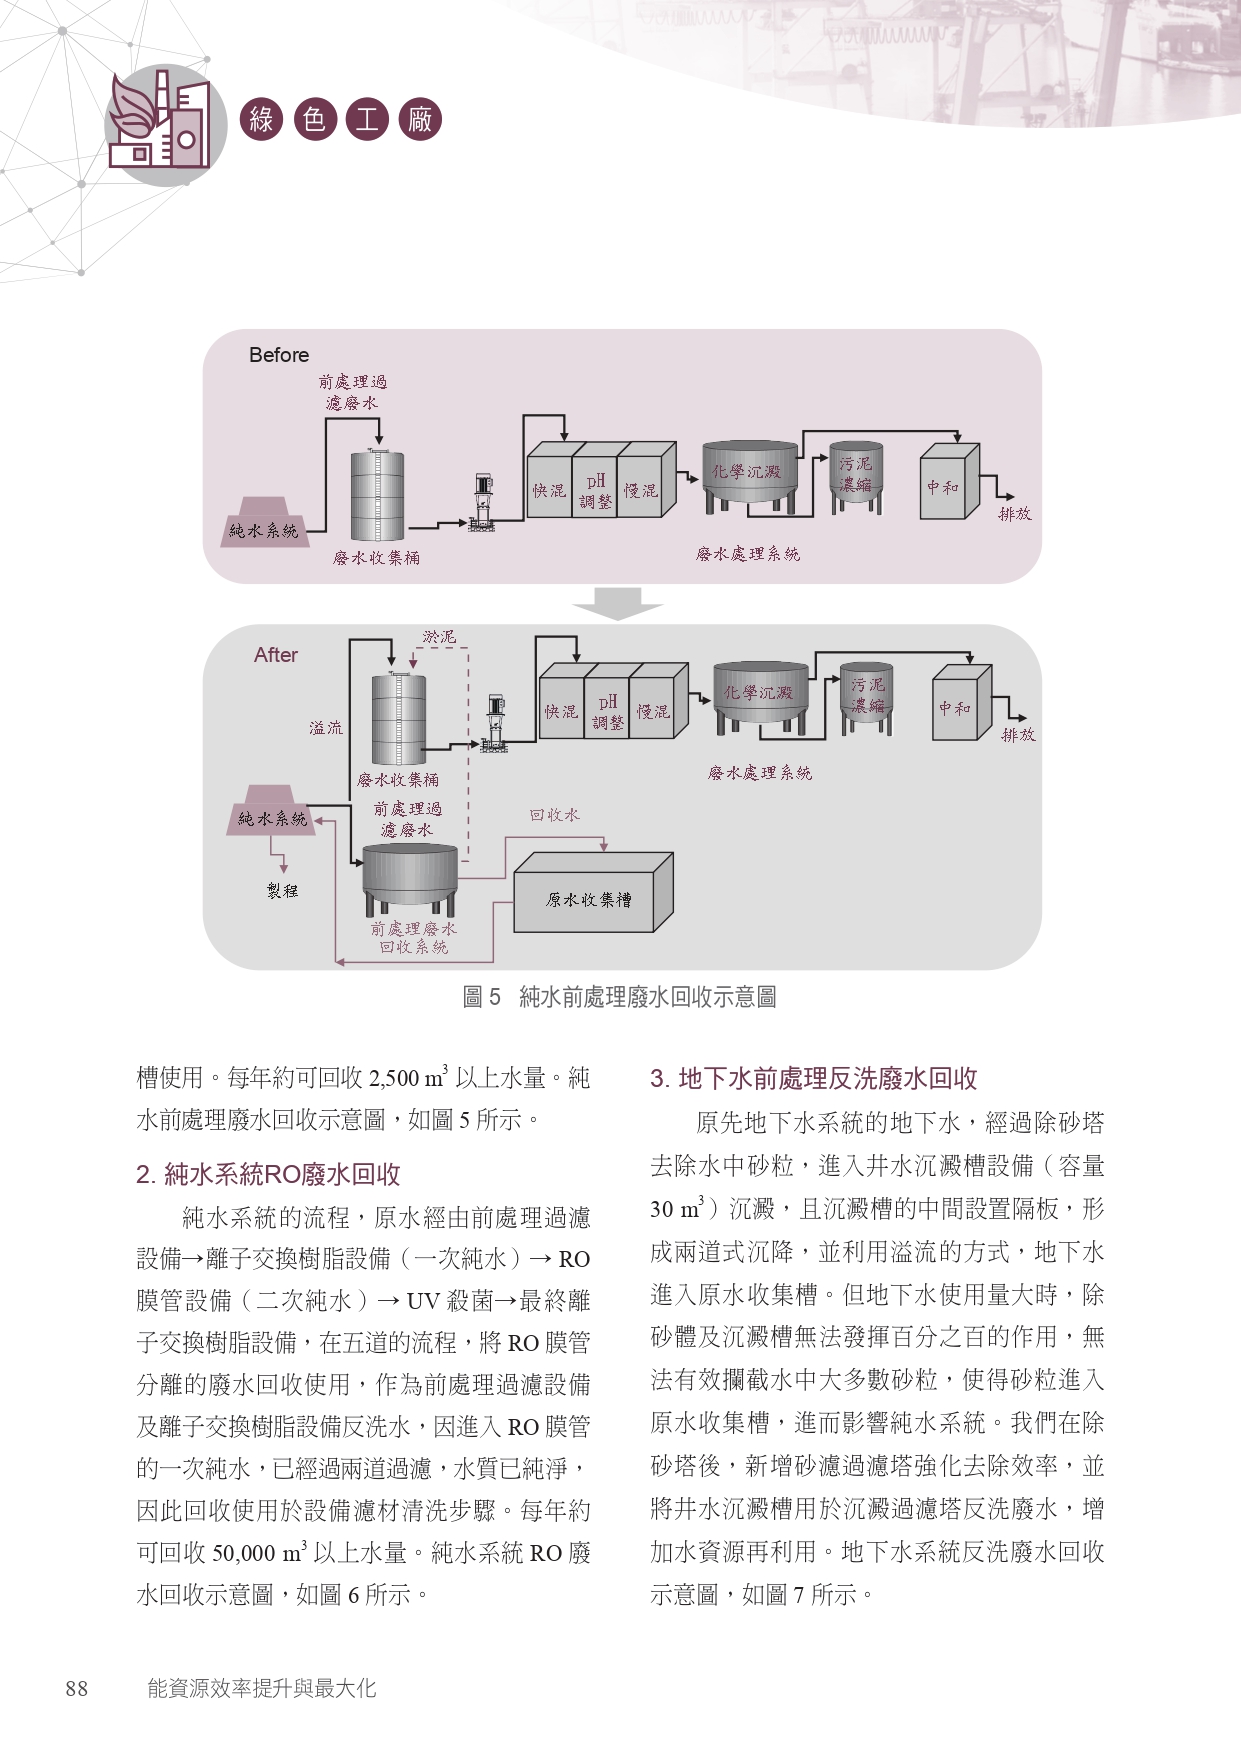 綠色工廠
Before
前處理過
濾廢水
純水系統
廢水收集桶
快混
pH
調整
慢混
化學沉澱
污泥
濃縮
中和
排放
廢水處理系統
After
淤泥
溢流
廢水收集桶
快混
pH
調整
慢混
化學沉澱
污泥
濃縮
中和
排放
廢水處理系統
純水系統
前處理過
濾廢水
回收水
製程
原水收集槽
前處理廢水
回收系統
圖 5 純水前處理廢水回收示意圖
槽使用。每年約可回收 2,500 m³ 以上水量。純
水前處理廢水回收示意圖，如圖 5 所示。
2. 純水系統RO廢水回收
純水系統的流程，原水經由前處理過濾
設備→離子交換樹脂設備（一次純水）→ RO
膜管設備（二次純水）→ UV 殺菌→最終離
子交換樹脂設備，在五道的流程，將 RO 膜管
分離的廢水回收使用，作為前處理過濾設備
及離子交換樹脂設備反洗水，因進入 RO 膜管
的一次純水，已經過兩道過濾，水質已純淨，
因此回收使用於設備濾材清洗步驟。每年約
可回收 50,000 m³ 以上水量。純水系統 RO 廢
水回收示意圖，如圖 6 所示。
3. 地下水前處理反洗廢水回收
原先地下水系統的地下水，經過除砂塔
去除水中砂粒，進入井水沉澱槽設備（容量
30 m³）沉澱，且沉澱槽的中間設置隔板，形
成兩道式沉降，並利用溢流的方式，地下水
進入原水收集槽。但地下水使用量大時，除
砂體及沉澱槽無法發揮百分之百的作用，無
法有效攔截水中大多數砂粒，使得砂粒進入
原水收集槽，進而影響純水系統。我們在除
砂塔後，新增砂濾過濾塔強化去除效率，並
將井水沉澱槽用於沉澱過濾塔反洗廢水，增
加水資源再利用。地下水系統反洗廢水回收
示意圖，如圖 7 所示。
88 能資源效率提升與最大化